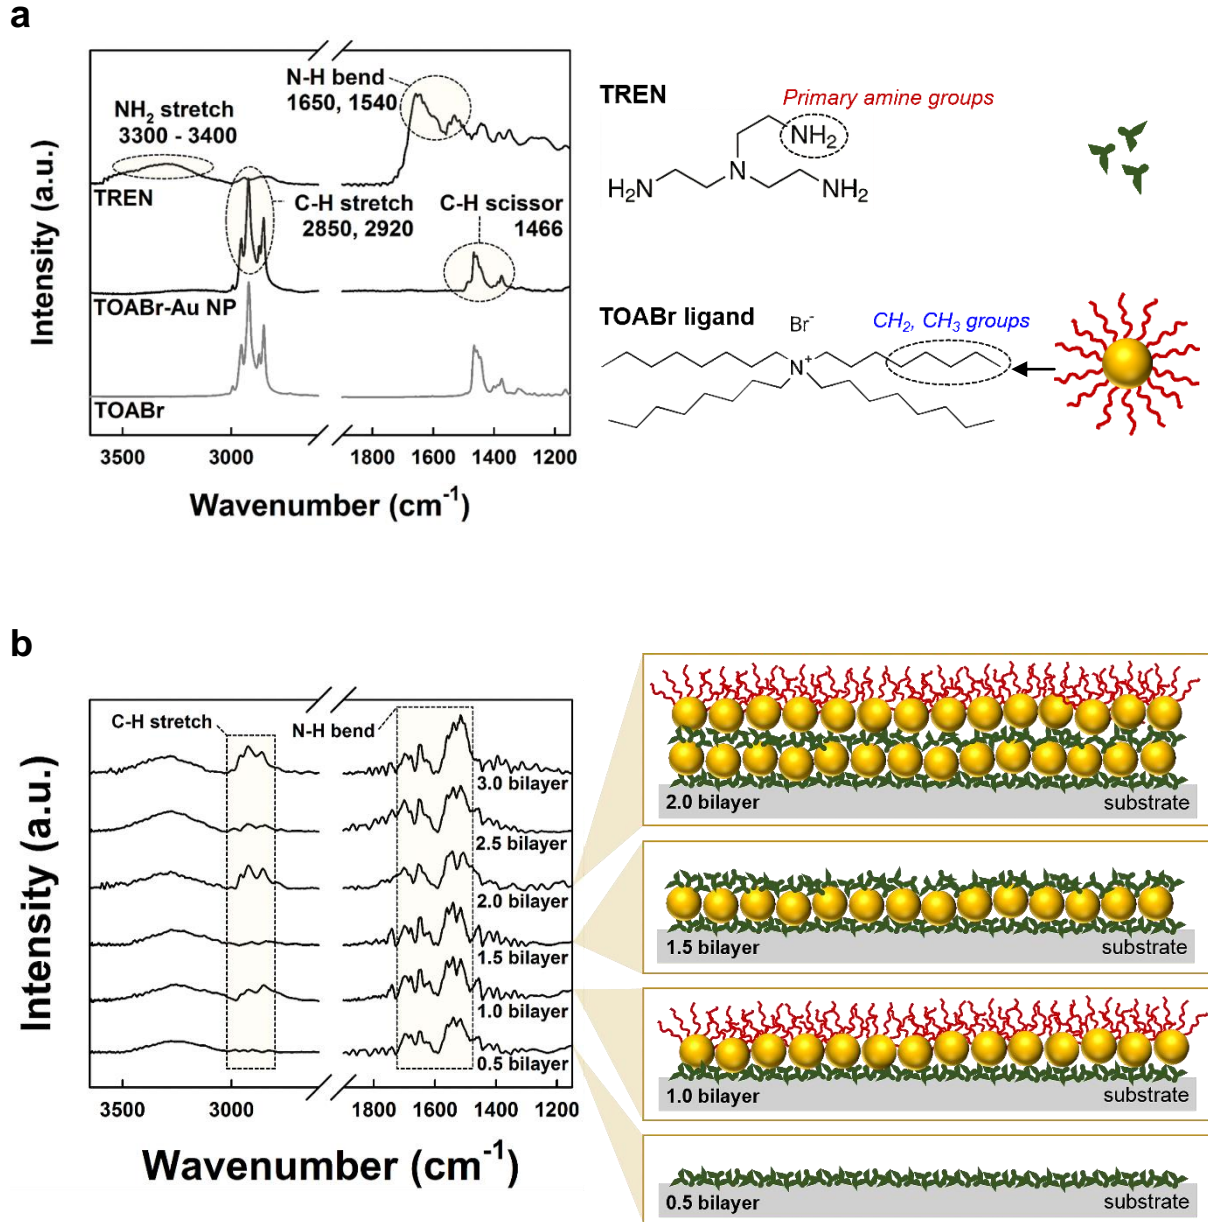 a
N-H bend
1650, 1540
NH2 stretch
3300 - 3400
TREN
C-H stretch
2850, 2920
C-H scissor
1466
TOABr-Au NP
TOABr
Intensity (a.u.)
3500 3000 1800 1600 1400 1200
Wavenumber (cm-1)
TREN
Primary amine groups
NH2
N
H2N
NH2
TOABr ligand
Br-
CH2, CH3 groups
N+
b
C-H stretch
N-H bend
3.0 bilayer
2.5 bilayer
2.0 bilayer
1.5 bilayer
1.0 bilayer
0.5 bilayer
Intensity (a.u.)
3500 3000 1800 1600 1400 1200
Wavenumber (cm-1)
2.0 bilayer substrate
1.5 bilayer substrate
1.0 bilayer substrate
0.5 bilayer substrate